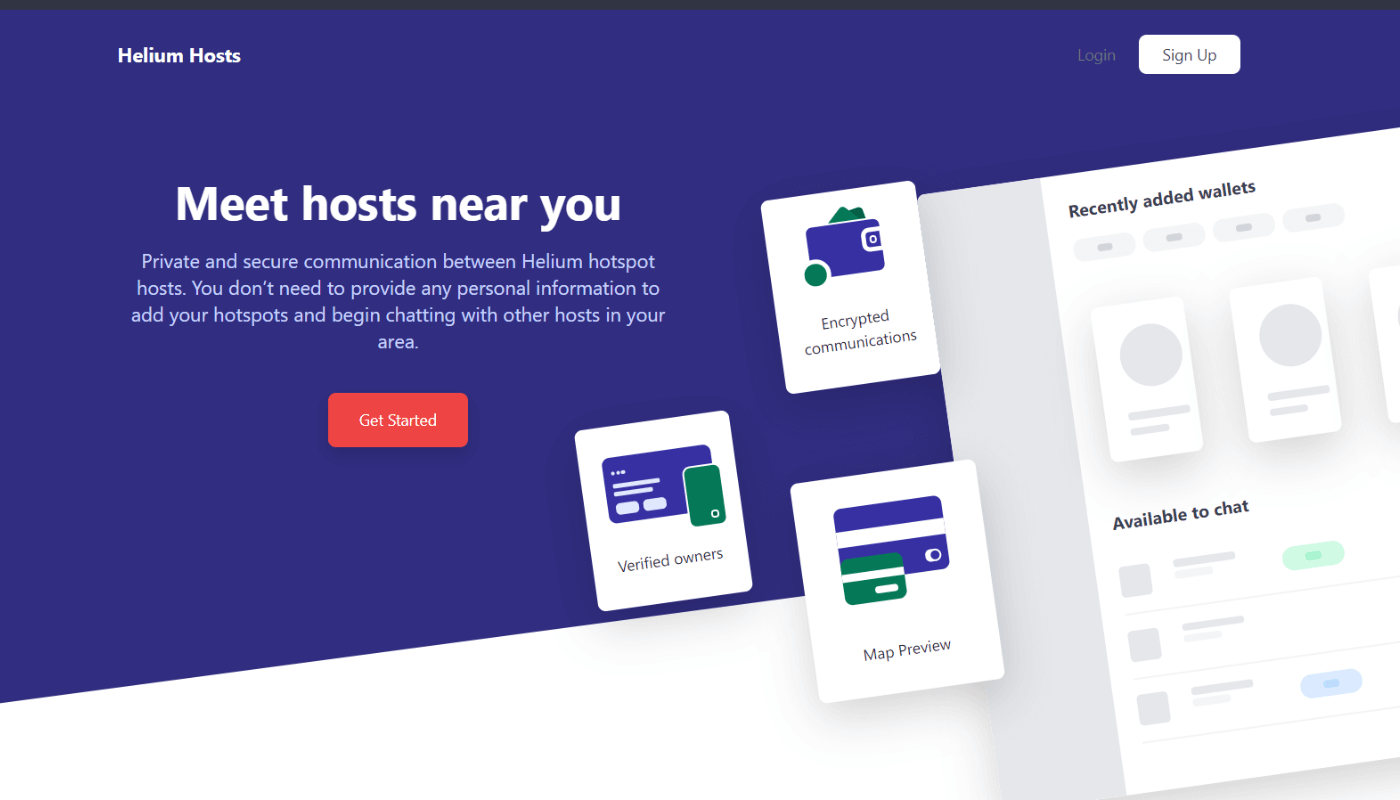 Helium Hosts
Login
Sign Up
Meet hosts near you
Private and secure communication between Helium hotspot
hosts. You don’t need to provide any personal information to
add your hotspots and begin chatting with other hosts in your
area.
Get Started
Encrypted
communications
Verified owners
Map Preview
Recently added wallets
Available to chat